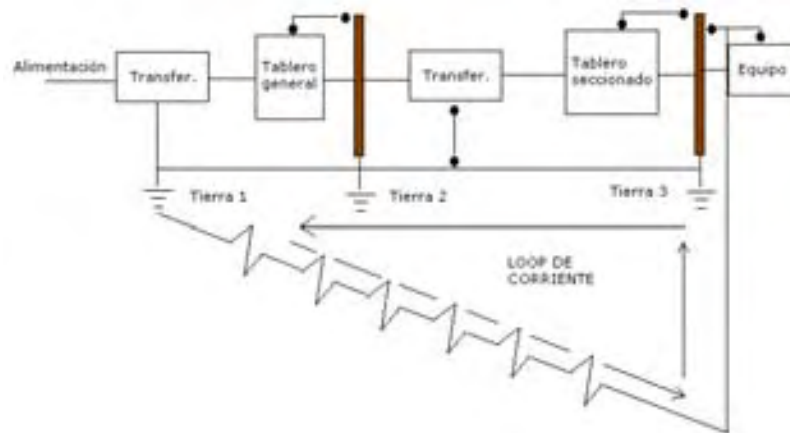 Alimentación
Transfer.
Tablero
general
Transfer.
Tablero
seccionado
Equipo
Tierra 1
Tierra 2
Tierra 3
LOOP DE
CORRIENTE